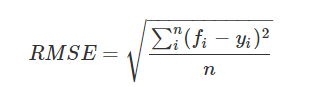 RMSE = \sqrt{\frac{\sum_{i}^{n}(f_i - y_i)^2}{n}}